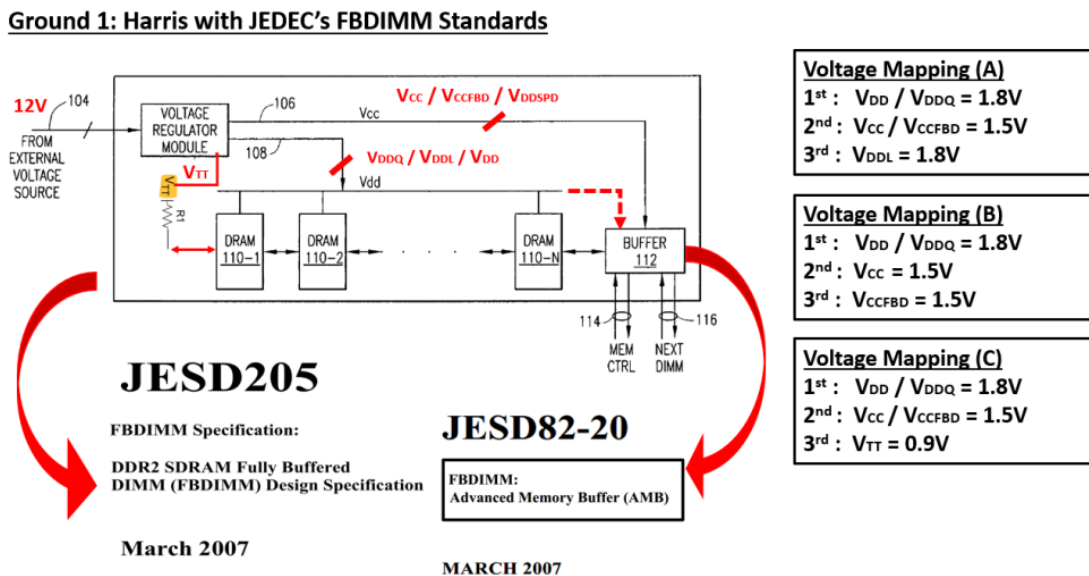 Ground 1: Harris with JEDEC's FBDIMM Standards
12V
104
FROM
EXTERNAL
VOLTAGE
SOURCE
VOLTAGE
REGULATOR
MODULE
106
108
VCC / VCCFBD / VDDSPD
Vcc
VDDQ / VDDL / VDD
Vdd
VTT
VTT
R1
DRAM
110-1
DRAM
110-2
. . . .
DRAM
110-N
BUFFER
112
114
116
MEM
CTRL
NEXT
DIMM
JESD205
FBDIMM Specification:
DDR2 SDRAM Fully Buffered
DIMM (FBDIMM) Design Specification
March 2007
JESD82-20
FBDIMM:
Advanced Memory Buffer (AMB)
MARCH 2007
Voltage Mapping (A)
1st : VDD / VDDQ = 1.8V
2nd : VCC / VCCFBD = 1.5V
3rd : VDDL = 1.8V
Voltage Mapping (B)
1st : VDD / VDDQ = 1.8V
2nd : VCC = 1.5V
3rd : VCCFBD = 1.5V
Voltage Mapping (C)
1st : VDD / VDDQ = 1.8V
2nd : VCC / VCCFBD = 1.5V
3rd : VTT = 0.9V